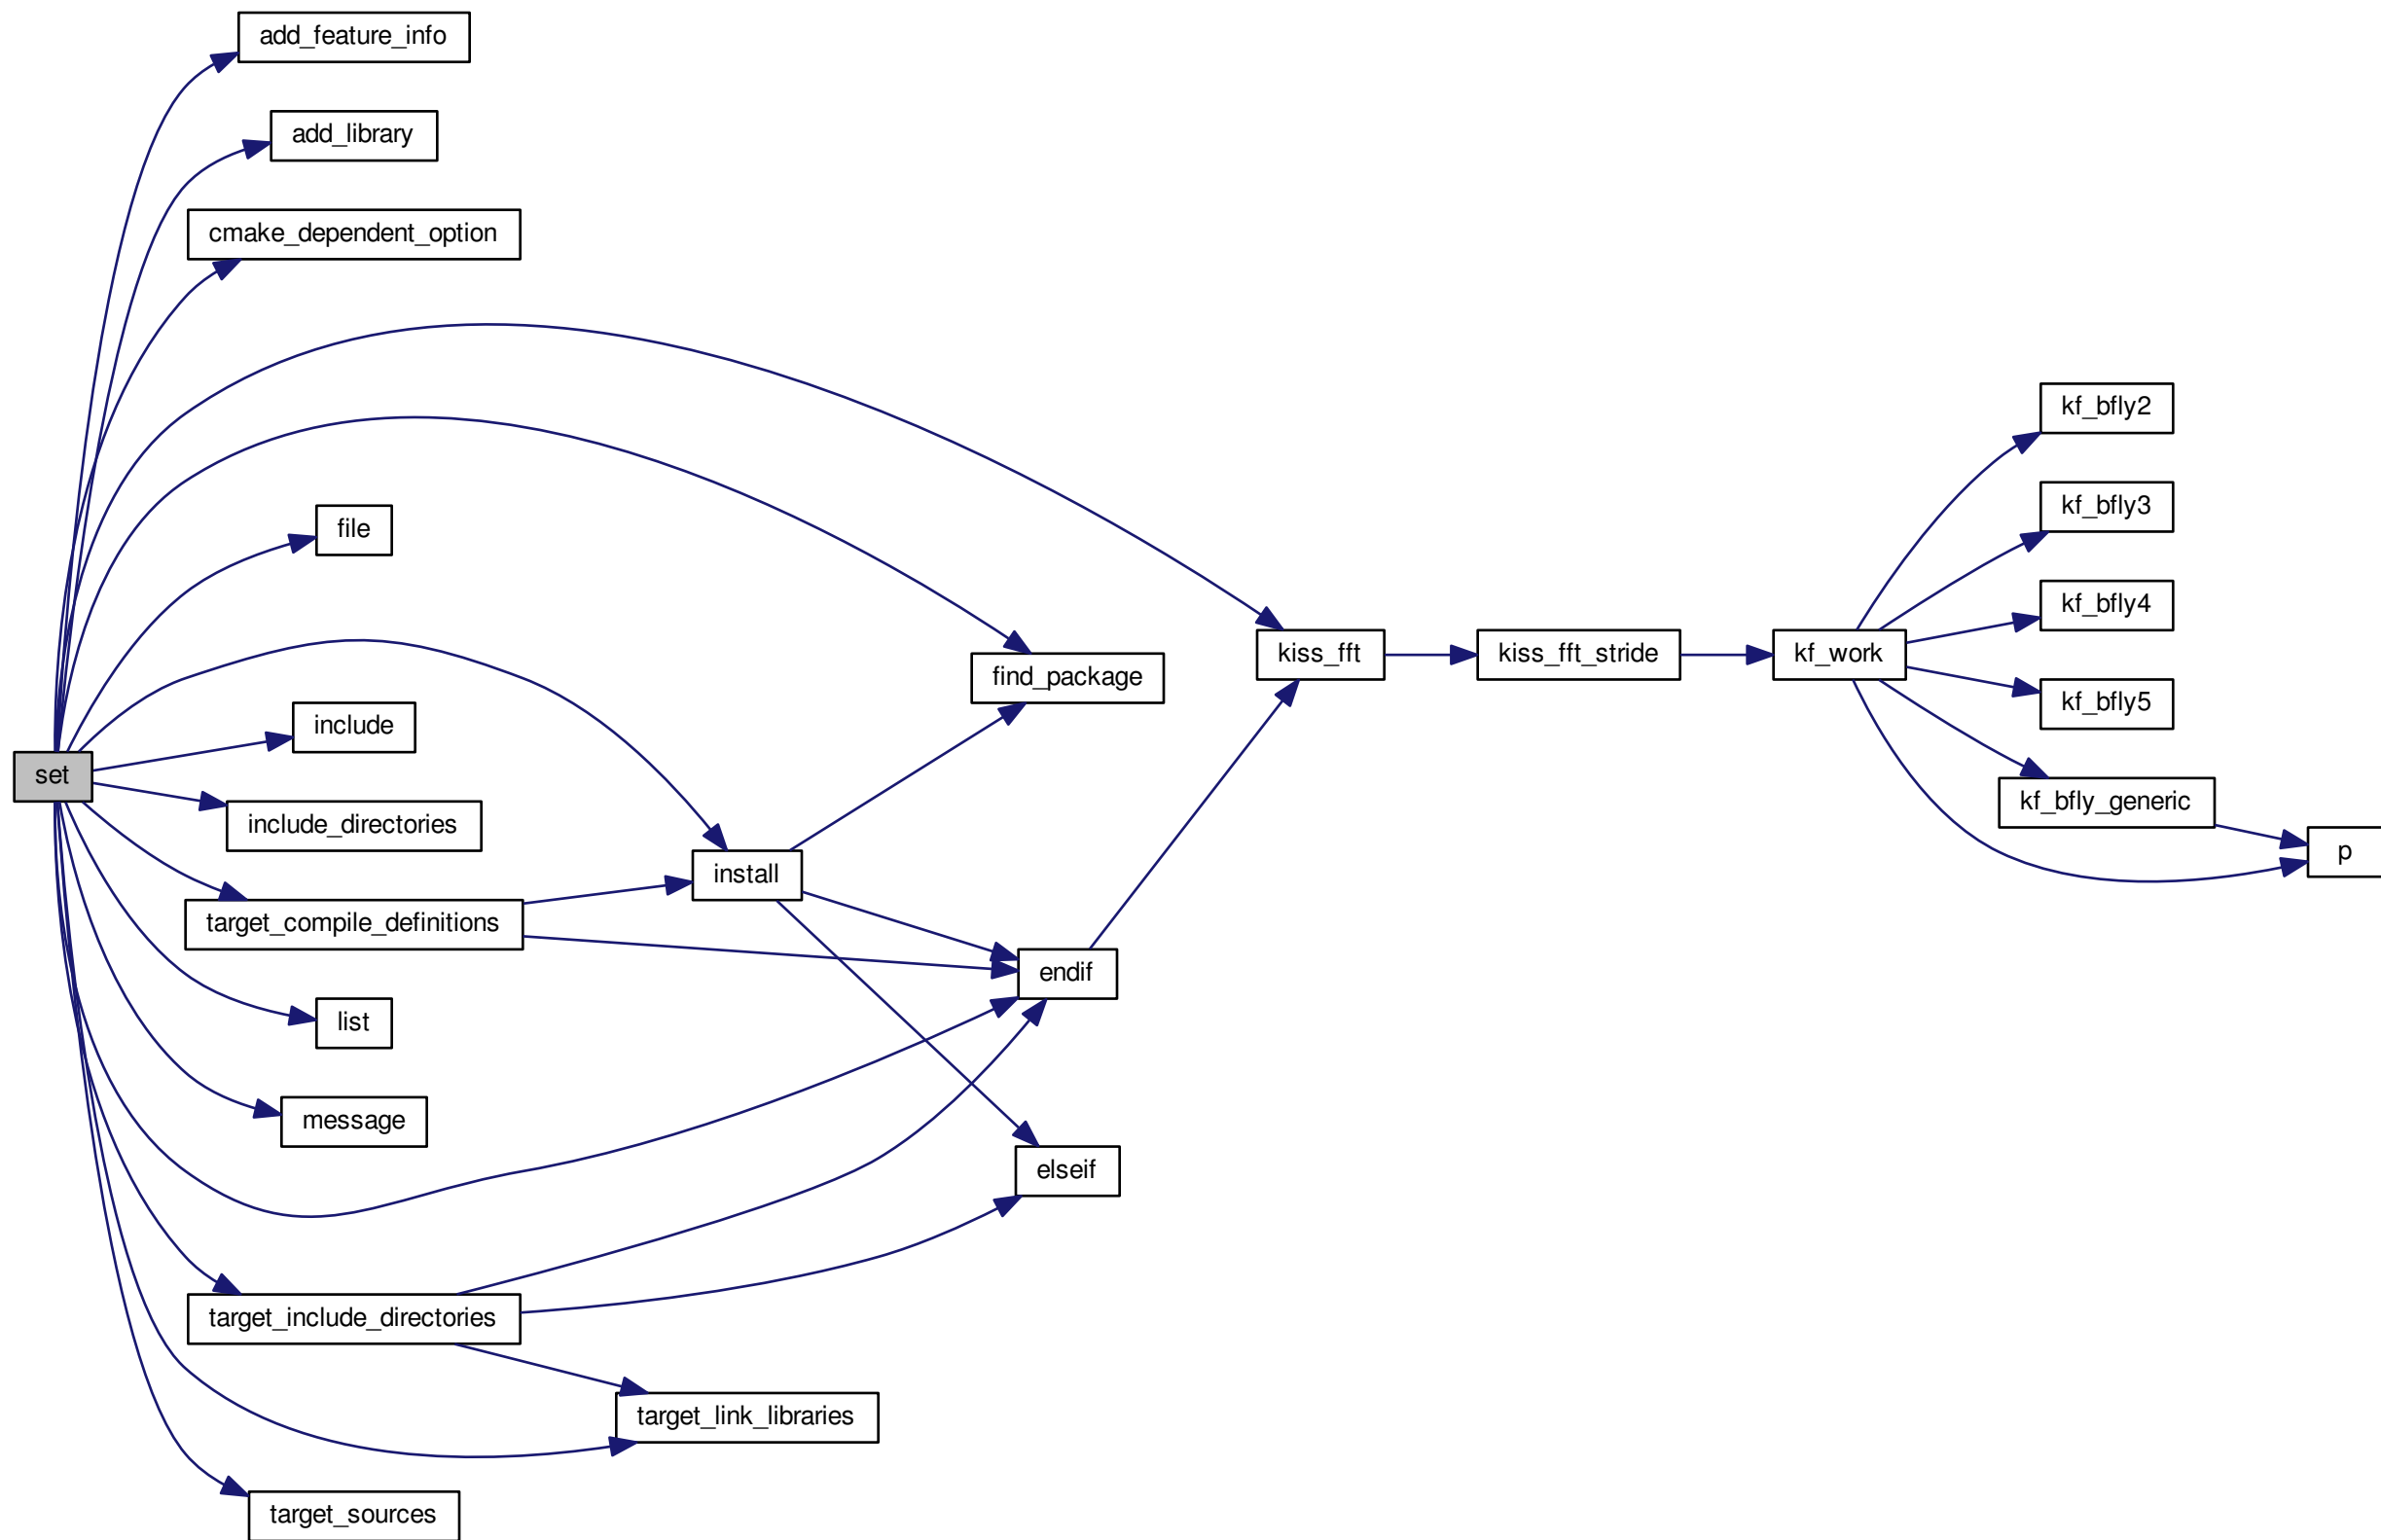 add_feature_info
add_library
cmake_dependent_option
kf_bfly2
kf_bfly3
file
kf_bfly4
kiss_fft
kiss_fft_stride
kf_work
find_package
kf_bfly5
include
set
kf_bfly_generic
include_directories
p
install
target_compile_definitions
endif
list
message
elseif
target_include_directories
target_link_libraries
target_sources